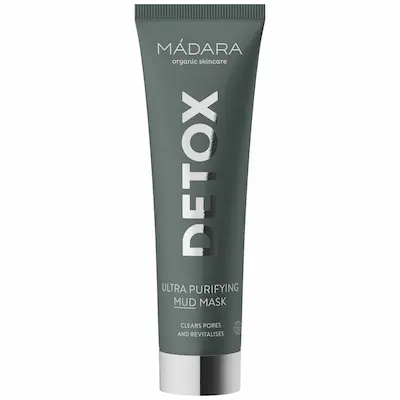 MÁDARA
organic skincare
DETOX
ULTRA PURIFYING
MUD MASK
CLEARS PORES
AND REVITALISES